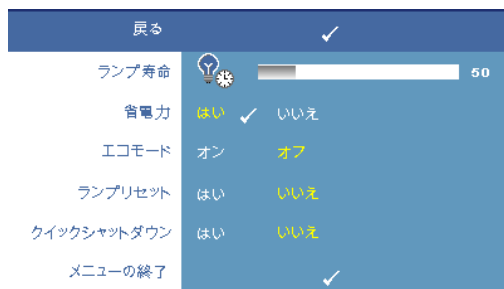 戻る
ランプ寿命 50
省電力 はい いいえ
エコモード オン オフ
ランプリセット はい いいえ
クイックシャットダウン はい いいえ
メニューの終了